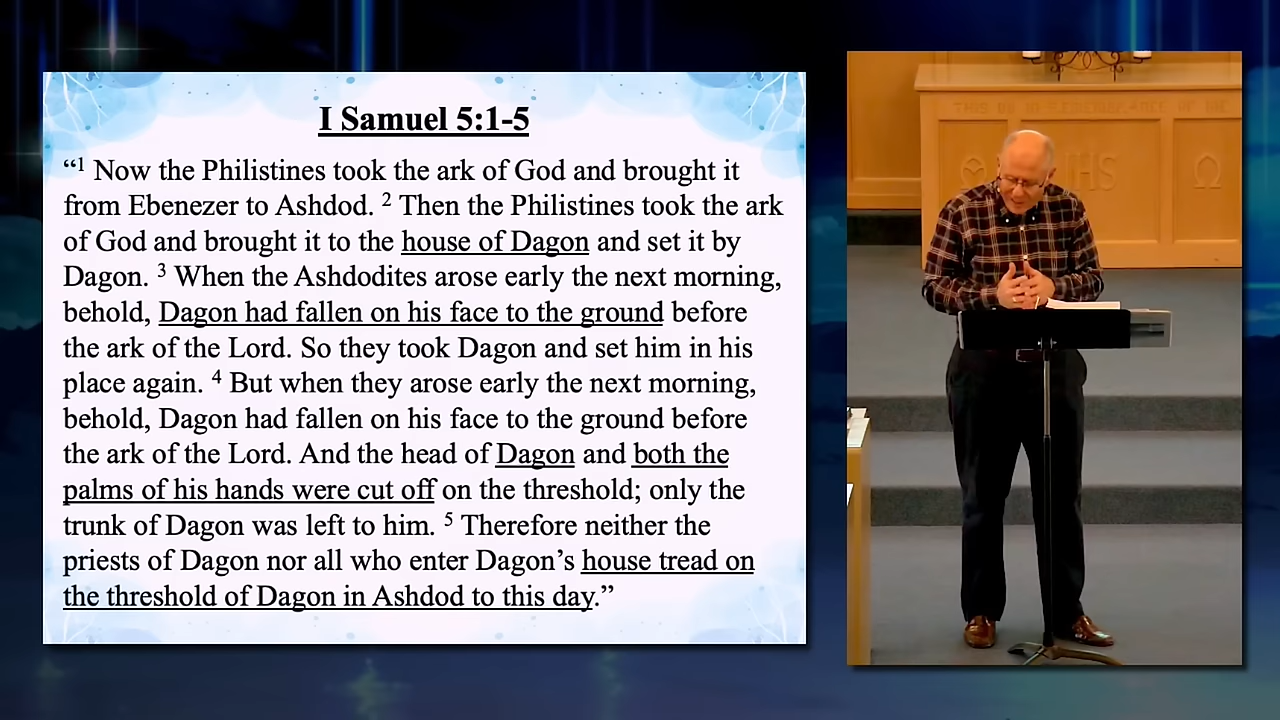 I Samuel 5:1-5
“1 Now the Philistines took the ark of God and brought it
from Ebenezer to Ashdod. 2 Then the Philistines took the ark
of God and brought it to the house of Dagon and set it by
Dagon. 3 When the Ashdodites arose early the next morning,
behold, Dagon had fallen on his face to the ground before
the ark of the Lord. So they took Dagon and set him in his
place again. 4 But when they arose early the next morning,
behold, Dagon had fallen on his face to the ground before
the ark of the Lord. And the head of Dagon and both the
palms of his hands were cut off on the threshold; only the
trunk of Dagon was left to him. 5 Therefore neither the
priests of Dagon nor all who enter Dagon’s house tread on
the threshold of Dagon in Ashdod to this day.”
THIS DO IN REMEMBRANCE OF ME
IHS Ω